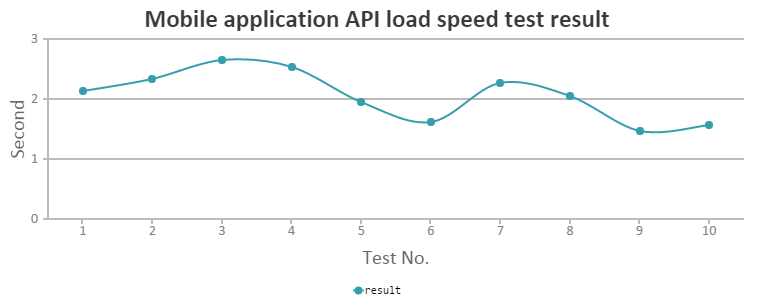 Mobile application API load speed test result
3
2
1
0
Second
1 2 3 4 5 6 7 8 9 10
Test No.
result